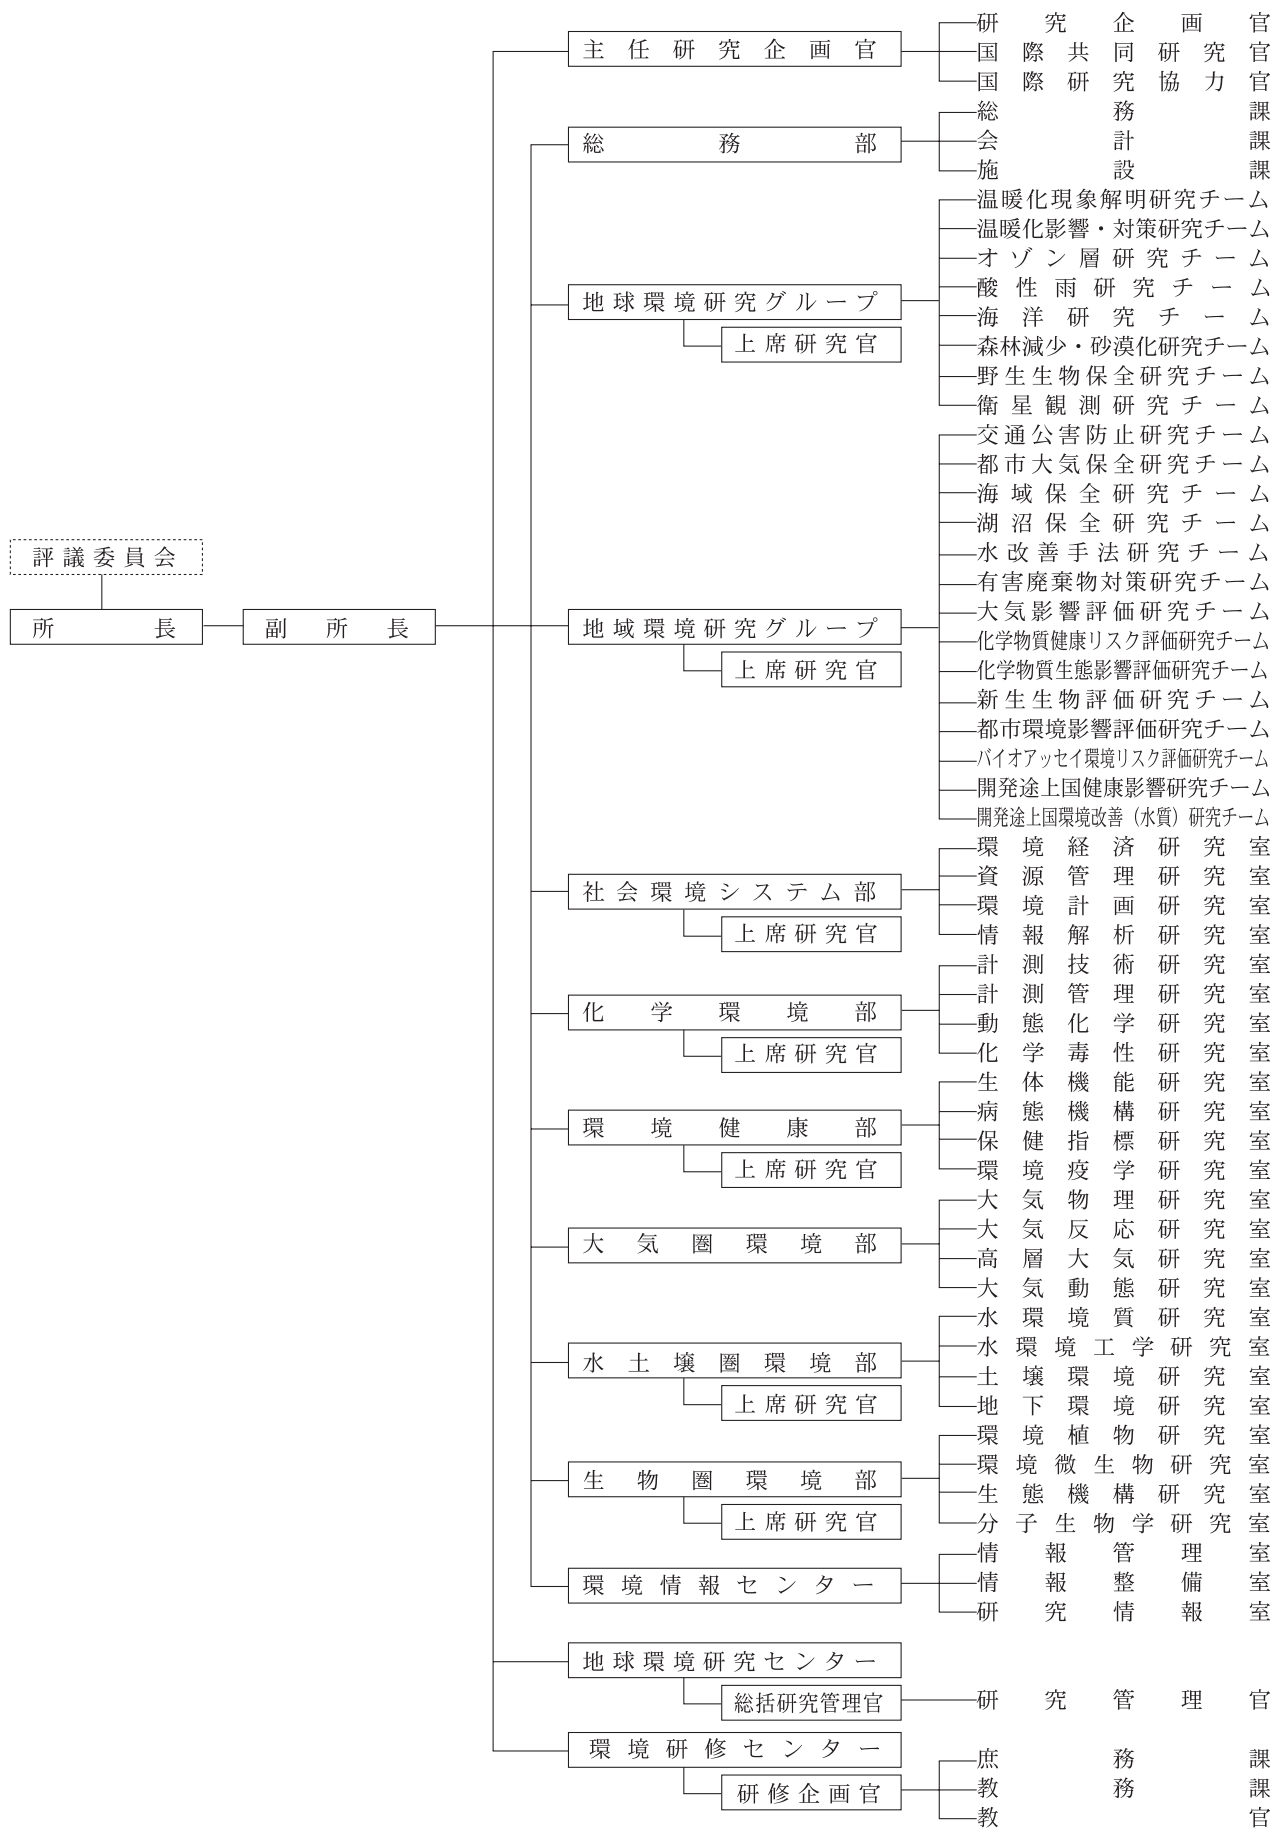 評議委員会
所長
副所長
主任研究企画官
研究企画官
国際共同研究官
国際研究協力官
総務部
総務課
会計課
施設課
地球環境研究グループ
上席研究官
温暖化現象解明研究チーム
温暖化影響・対策研究チーム
オゾン層研究チーム
酸性雨研究チーム
海洋研究チーム
森林減少・砂漠化研究チーム
野生生物保全研究チーム
衛星観測研究チーム
地域環境研究グループ
上席研究官
交通公害防止研究チーム
都市大気保全研究チーム
海域保全研究チーム
湖沼保全研究チーム
水改善手法研究チーム
有害廃棄物対策研究チーム
大気影響評価研究チーム
化学物質健康リスク評価研究チーム
化学物質生態影響評価研究チーム
新生生物評価研究チーム
都市環境影響評価研究チーム
バイオアッセイ環境リスク評価研究チーム
開発途上国健康影響研究チーム
開発途上国環境改善（水質）研究チーム
社会環境システム部
上席研究官
環境経済研究室
資源管理研究室
環境計画研究室
情報解析研究室
化学環境部
上席研究官
計測技術研究室
計測管理研究室
動態化学研究室
化学毒性研究室
環境健康部
上席研究官
生体機能研究室
病態機構研究室
保健指標研究室
環境疫学研究室
大気圏環境部
大気物理研究室
大気反応研究室
高層大気研究室
大気動態研究室
水土壌圏環境部
上席研究官
水環境質研究室
水環境工学研究室
土壌環境研究室
地下環境研究室
生物圏環境部
上席研究官
環境植物研究室
環境微生物研究室
生態機構研究室
分子生物学研究室
環境情報センター
情報管理室
情報整備室
研究情報室
地球環境研究センター
総括研究管理官
研究管理官
環境研修センター
研修企画官
庶務課
教務課
教官